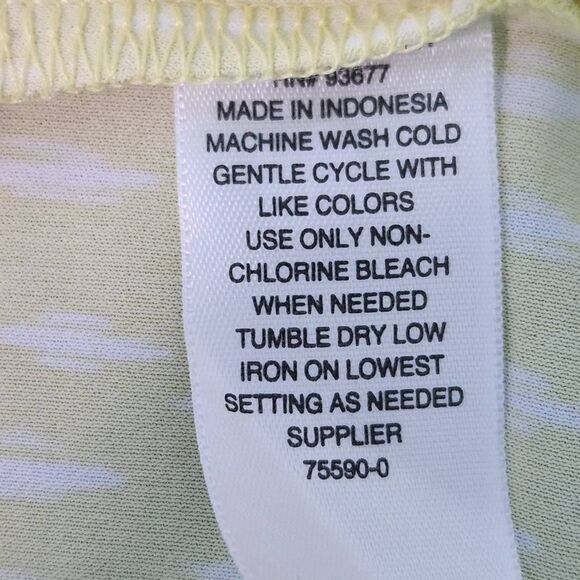 RN# 93677
MADE IN INDONESIA
MACHINE WASH COLD
GENTLE CYCLE WITH
LIKE COLORS
USE ONLY NON-
CHLORINE BLEACH
WHEN NEEDED
TUMBLE DRY LOW
IRON ON LOWEST
SETTING AS NEEDED
SUPPLIER
75590-0